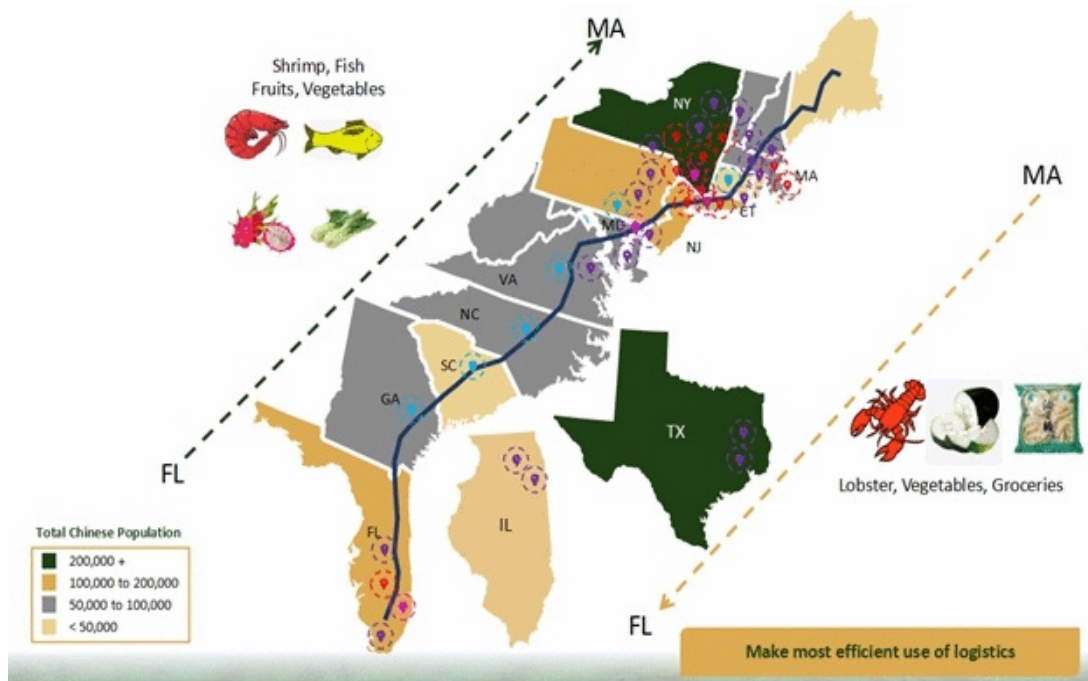 MA
Shrimp, Fish
Fruits, Vegetables
NY
MA
MA
CT
MD
NJ
VA
NC
SC
GA
TX
FL
Lobster, Vegetables, Groceries
IL
FL
Total Chinese Population
200,000 +
100,000 to 200,000
50,000 to 100,000
< 50,000
FL
Make most efficient use of logistics